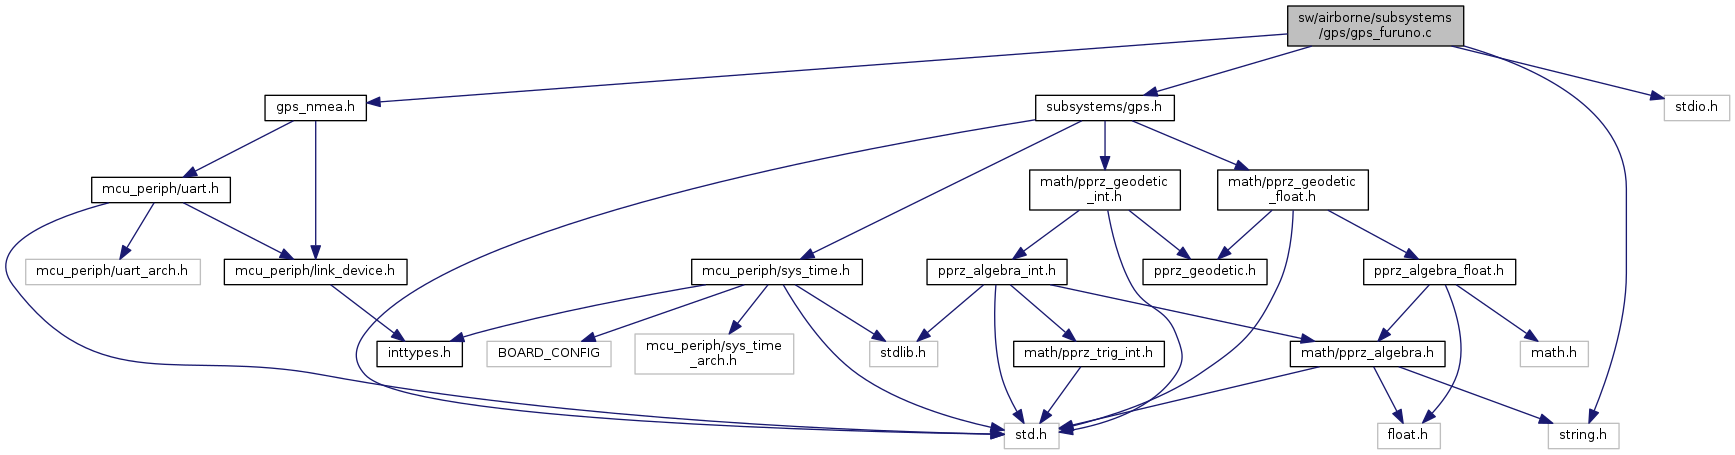 sw/airborne/subsystems
/gps/gps_furuno.c
gps_nmea.h
subsystems/gps.h
stdio.h
mcu_periph/uart.h
math/pprz_geodetic
_int.h
math/pprz_geodetic
_float.h
mcu_periph/uart_arch.h
mcu_periph/link_device.h
mcu_periph/sys_time.h
pprz_algebra_int.h
pprz_geodetic.h
pprz_algebra_float.h
inttypes.h
BOARD_CONFIG
mcu_periph/sys_time
_arch.h
stdlib.h
math/pprz_trig_int.h
math/pprz_algebra.h
math.h
std.h
float.h
string.h